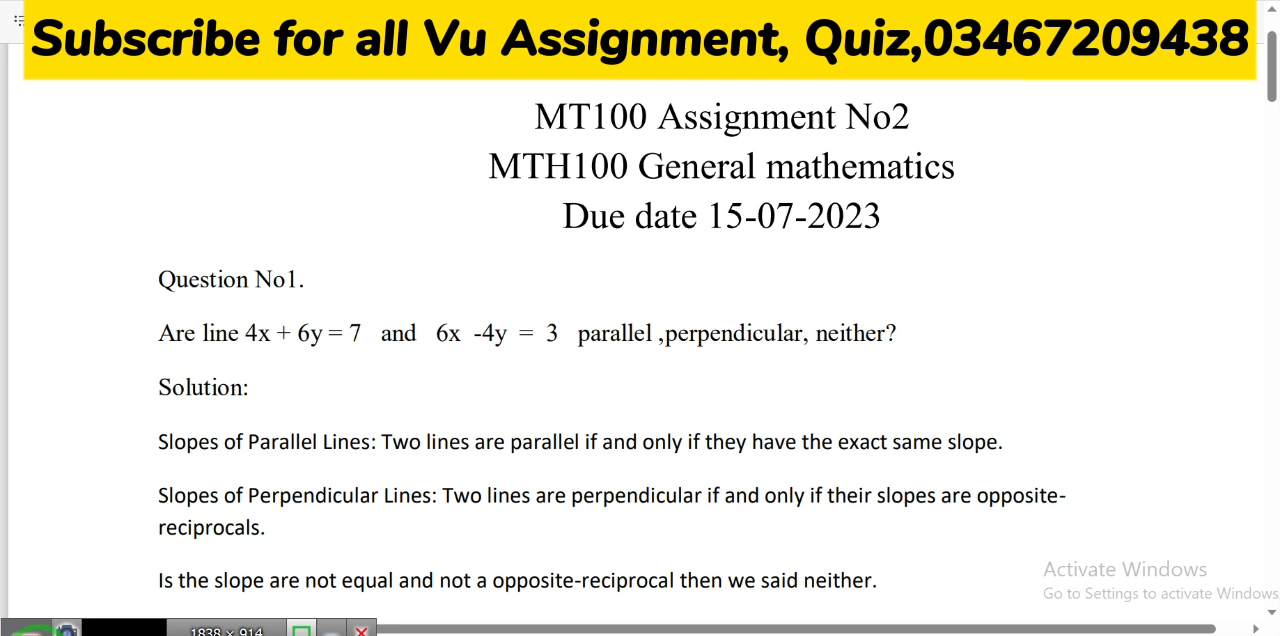 Subscribe for all Vu Assignment, Quiz,03467209438
MT100 Assignment No2
MTH100 General mathematics
Due date 15-07-2023
Question No1.
Are line 4x + 6y = 7 and 6x -4y = 3 parallel ,perpendicular, neither?
Solution:
Slopes of Parallel Lines: Two lines are parallel if and only if they have the exact same slope.
Slopes of Perpendicular Lines: Two lines are perpendicular if and only if their slopes are opposite-
reciprocals.
Is the slope are not equal and not a opposite-reciprocal then we said neither.
Activate Windows
Go to Settings to activate Windows
1838 × 914